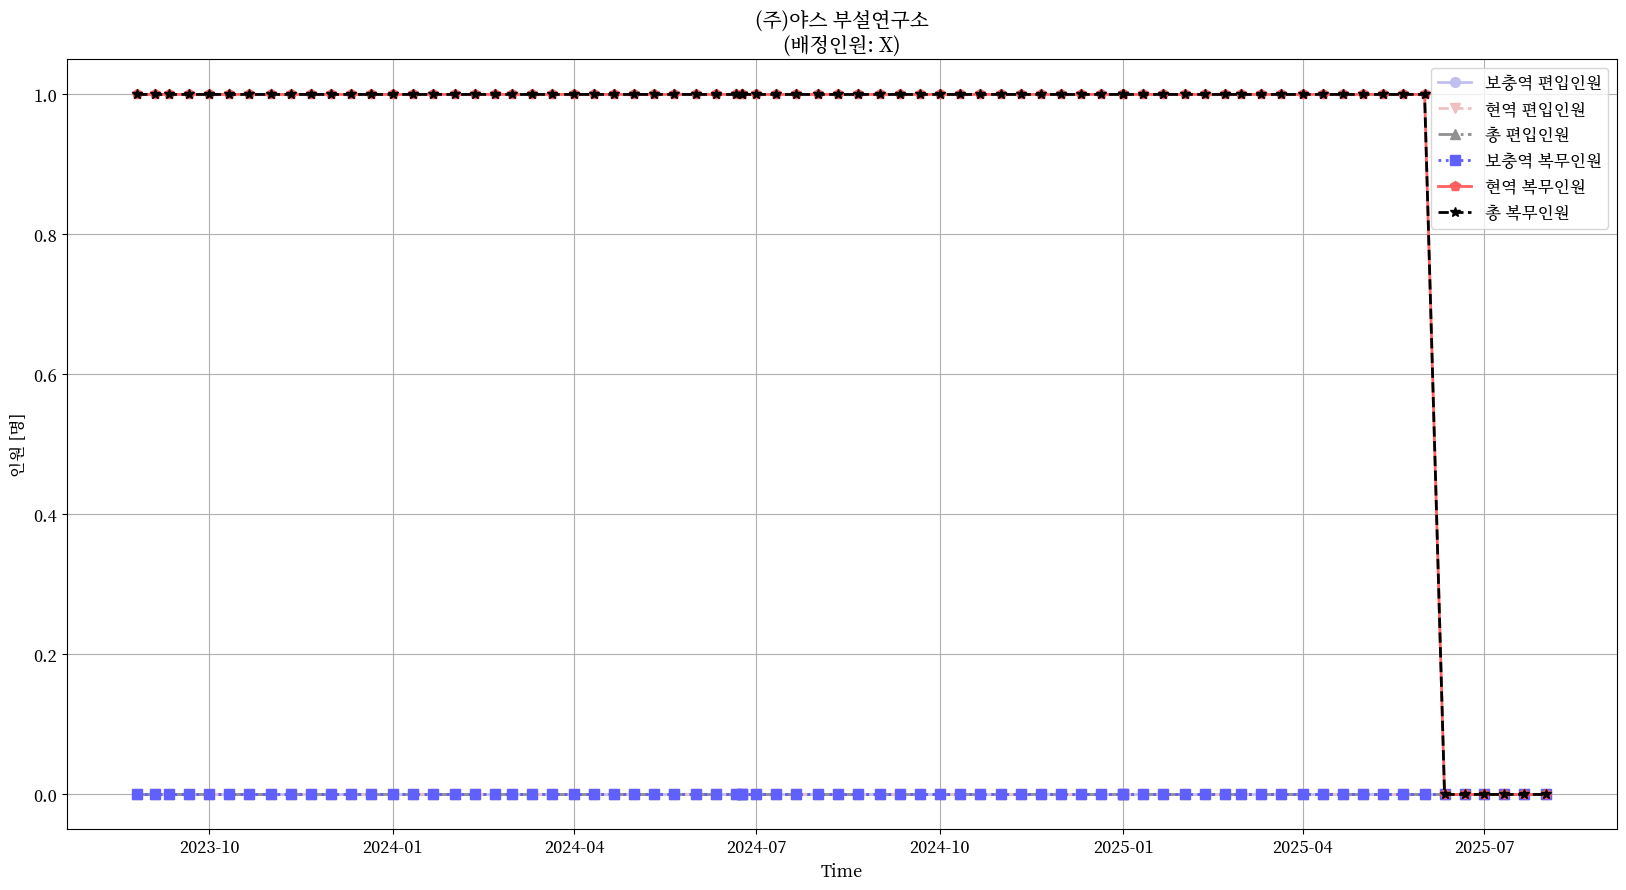 (주)야스 부설연구소
(배정인원: X)
1.0
0.8
0.6
0.4
0.2
0.0
인원 [명]
보충역 편입인원
현역 편입인원
총 편입인원
보충역 복무인원
현역 복무인원
총 복무인원
2023-10
2024-01
2024-04
2024-07
2024-10
2025-01
2025-04
2025-07
Time